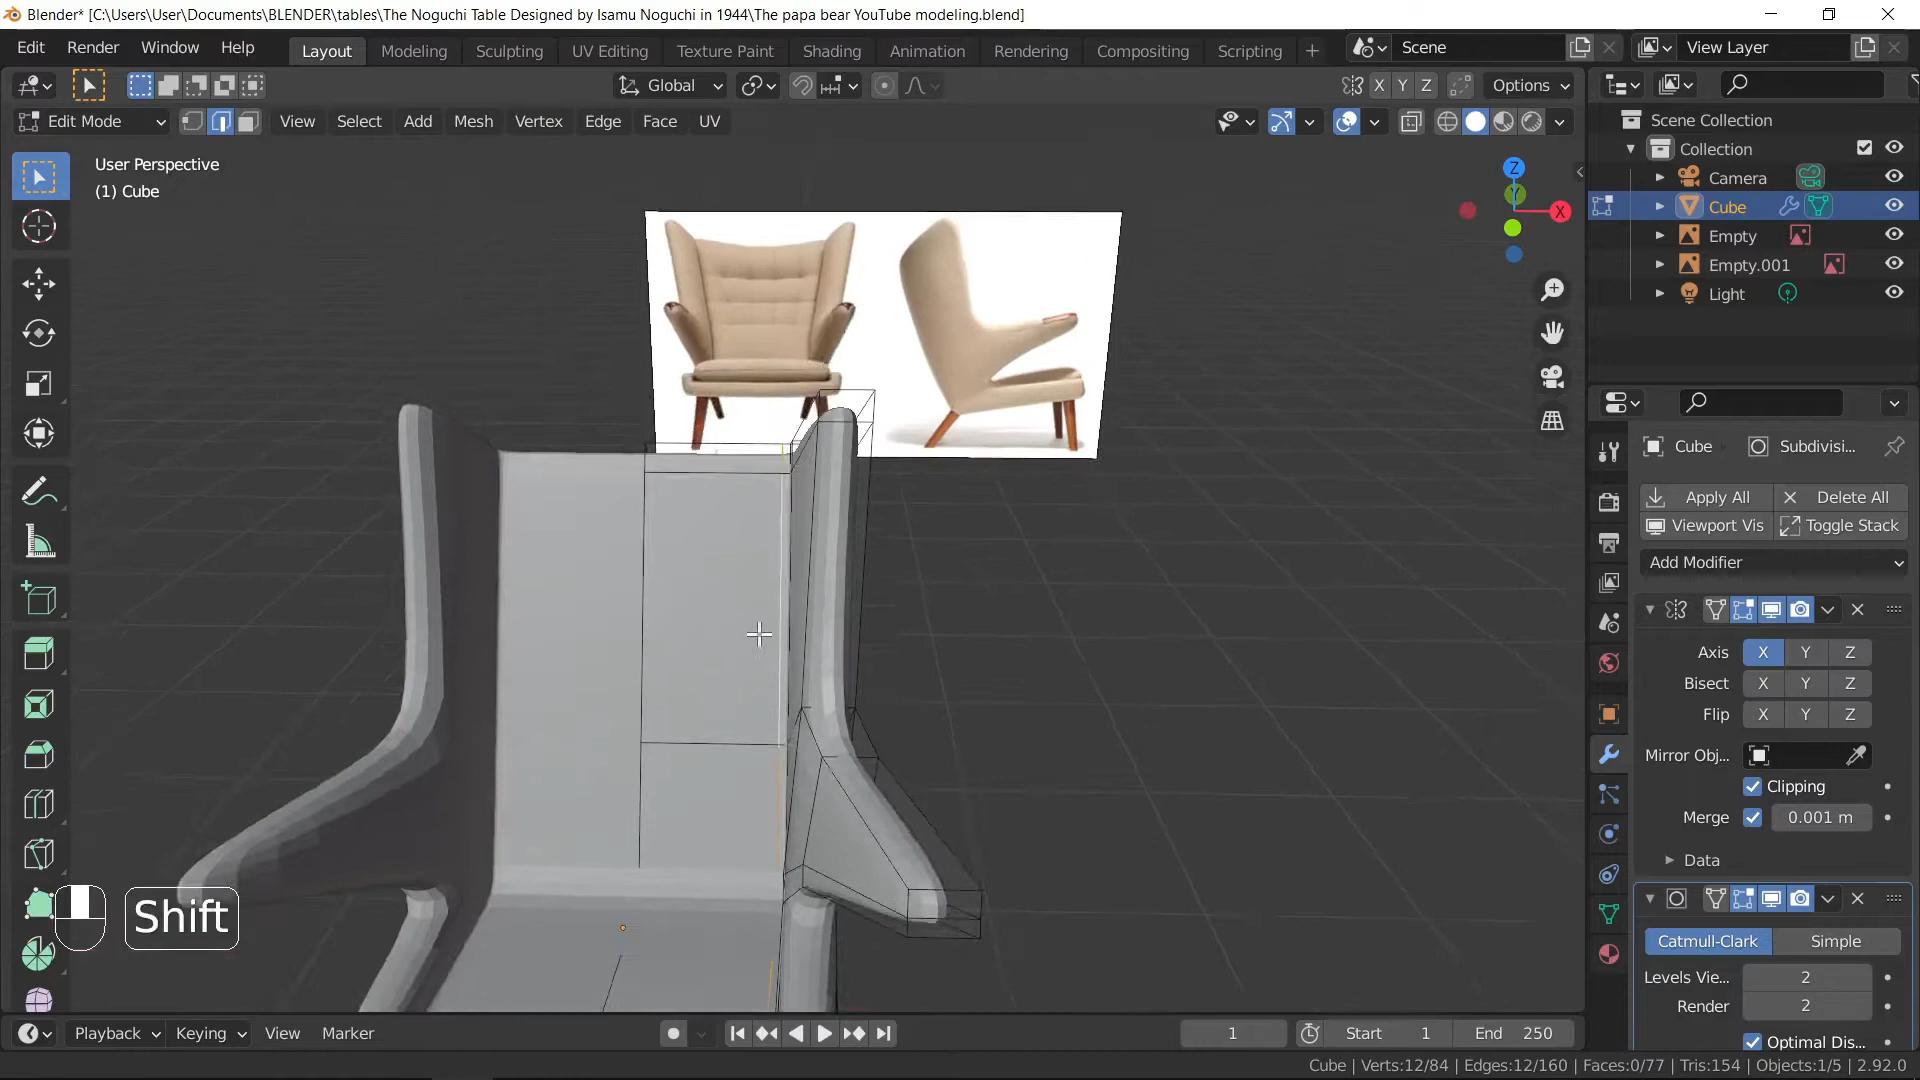 Blender* [C:\Users\User\Documents\BLENDER\tables\The Noguchi Table Designed by Isamu Noguchi in 1944\The papa bear YouTube modeling.blend]
Edit Render Window Help Layout Modeling Sculpting UV Editing Texture Paint Shading Animation Rendering Compositing Scripting + Scene View Layer
Global X Y Z Options
Edit Mode View Select Add Mesh Vertex Edge Face UV
User Perspective
(1) Cube
Z
Y
X
Shift
Scene Collection
Collection
Camera
Cube
Empty
Empty.001
Light
Cube Subdivisi...
Apply All Delete All
Viewport Vis Toggle Stack
Add Modifier
Axis X Y Z
Bisect X Y Z
Flip X Y Z
Mirror Obj...
Clipping
Merge 0.001 m
Data
Catmull-Clark Simple
Levels Vie... 2
Render 2
Optimal Dis...
Playback Keying View Marker 1 Start 1 End 250
Cube | Verts:12/84 | Edges:12/160 | Faces:0/77 | Tris:154 | Objects:1/5 | 2.92.0